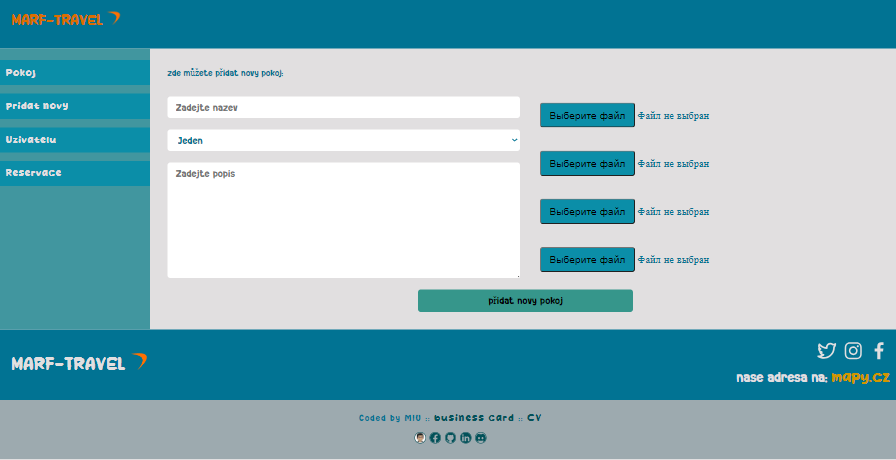 MARF-TRAVEL
Pokoj
Pridat novy
Uzivatelu
Reservace
zde můžete přidat novy pokoj:
Zadejte nazev
Jeden
Zadejte popis
Выберите файл Файл не выбран
Выберите файл Файл не выбран
Выберите файл Файл не выбран
Выберите файл Файл не выбран
přidat novy pokoj
MARF-TRAVEL
nase adresa na: mapy.cz
Coded by MIU :: business card :: CV